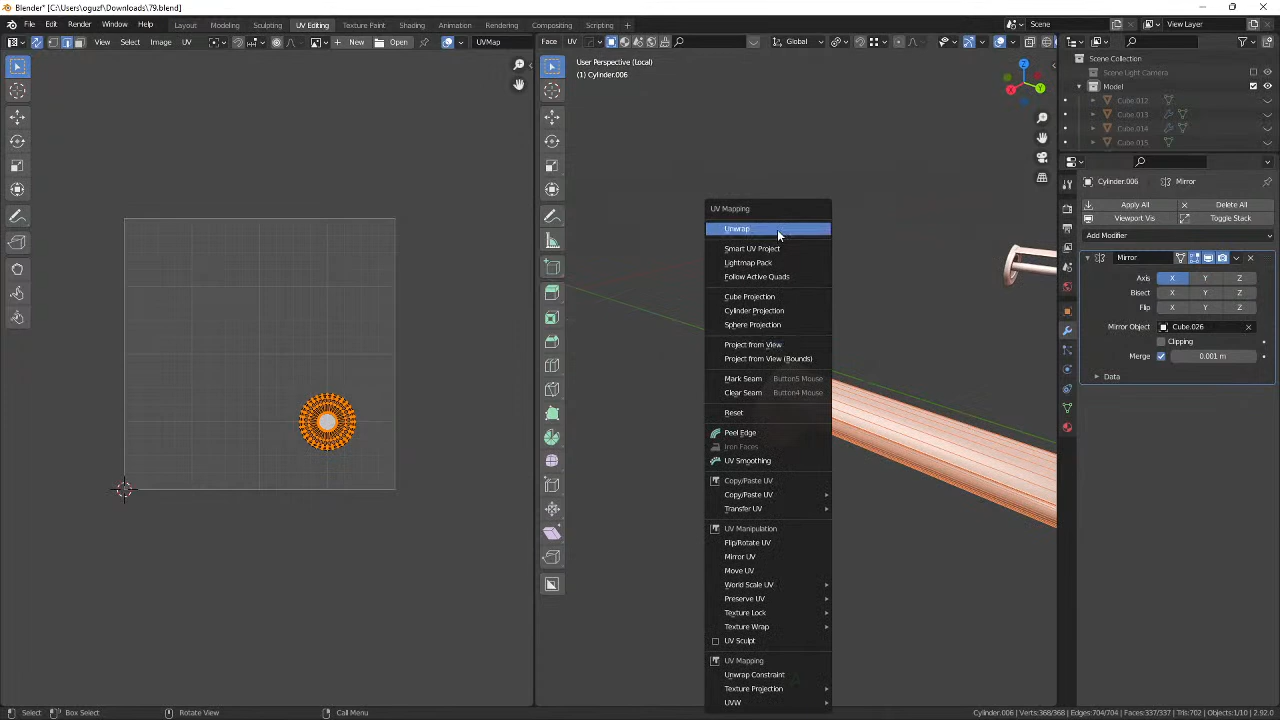 Blender* [C:\Users\oguzf\Downloads\79.blend]
File Edit Render Window Help Layout Modeling Sculpting UV Editing Texture Paint Shading Animation Rendering Compositing Scripting Scene View Layer
View Select Image UV New Open UVMap Face UV Global
User Perspective (Local)
(1) Cylinder.006
Scene Collection
Scene Light Camera
Model
Cube.012
Cube.013
Cube.014
Cube.015
Cylinder.006 Mirror
Apply All Delete All
Viewport Vis Toggle Stack
Add Modifier
Mirror
Axis X Y Z
Bisect X Y Z
Flip X Y Z
Mirror Object Cube.026
Clipping
Merge 0.001 m
Data
UV Mapping
Unwrap
Smart UV Project
Lightmap Pack
Follow Active Quads
Cube Projection
Cylinder Projection
Sphere Projection
Project from View
Project from View (Bounds)
Mark Seam Button5 Mouse
Clear Seam Button4 Mouse
Reset
Peel Edge
Iron Faces
UV Smoothing
Copy/Paste UV
Copy/Paste UV
Transfer UV
UV Manipulation
Flip/Rotate UV
Mirror UV
Move UV
World Scale UV
Preserve UV
Texture Lock
Texture Wrap
UV Sculpt
UV Mapping
Unwrap Constraint
Texture Projection
UVW
Select Box Select Rotate View Call Menu Cylinder.006 | Verts:368/368 | Edges:704/704 | Faces:337/337 | Tris:702 | Objects:1/10 | 2.92.0